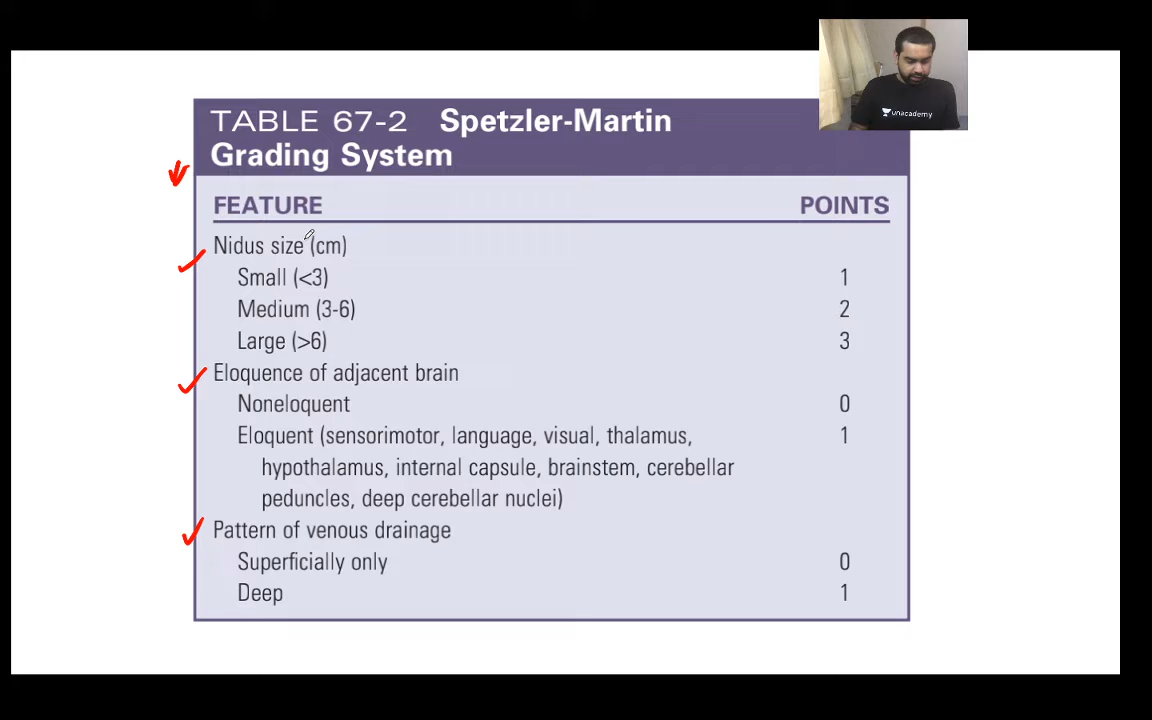 unacademy
TABLE 67-2 Spetzler-Martin
Grading System
FEATURE POINTS
Nidus size (cm)
Small (<3) 1
Medium (3-6) 2
Large (>6) 3
Eloquence of adjacent brain
Noneloquent 0
Eloquent (sensorimotor, language, visual, thalamus, 1
hypothalamus, internal capsule, brainstem, cerebellar
peduncles, deep cerebellar nuclei)
Pattern of venous drainage
Superficially only 0
Deep 1